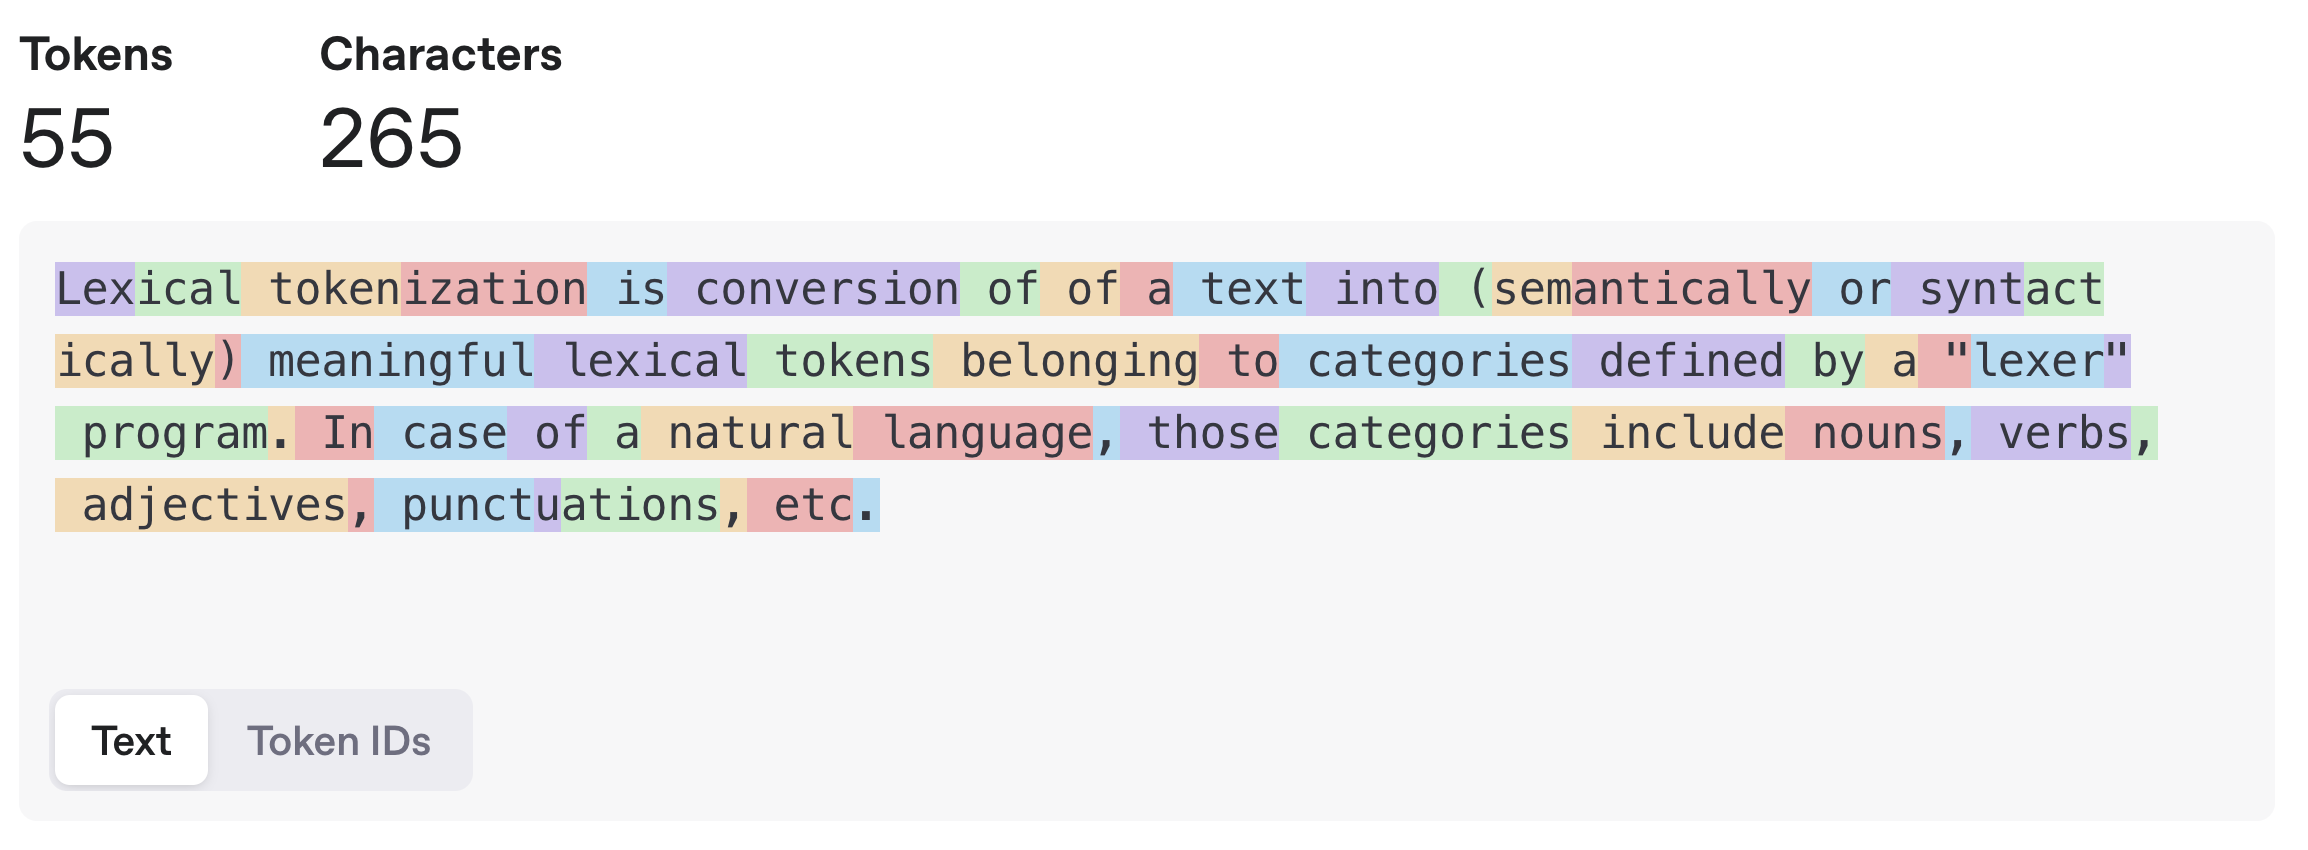 Tokens Characters
55 265
Lexical tokenization is conversion of of a text into (semantically or syntact
ically) meaningful lexical tokens belonging to categories defined by a "lexer"
program. In case of a natural language, those categories include nouns, verbs,
adjectives, punctuations, etc.
Text Token IDs